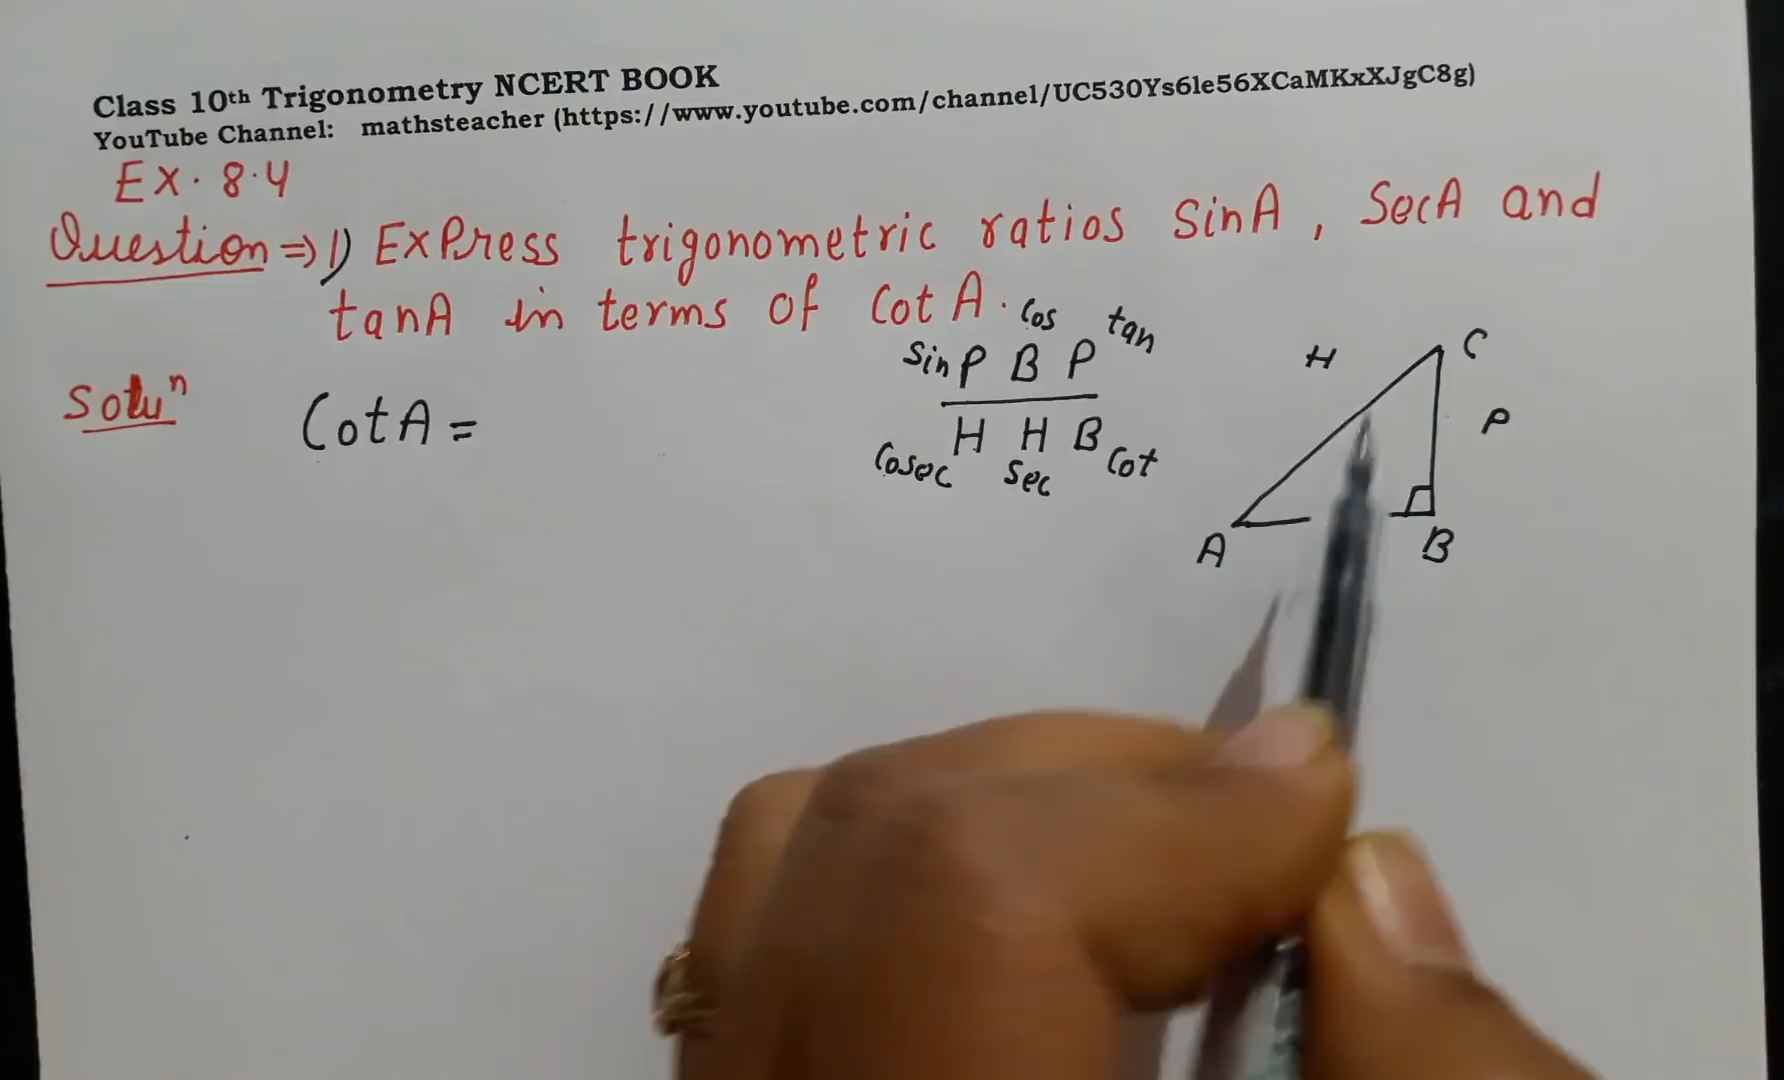 Class 10th Trigonometry NCERT BOOK
YouTube Channel: mathsteacher (https://www.youtube.com/channel/UC530Ys6le56XCaMKxXJgC8g)
Ex. 8.4
Question ⇒ 1) ExPress trigonometric ratios SinA, SecA and
tanA in terms of Cot A.
Cos tan
Sin P B P
H H B
Cosec Sec Cot
Solun
CotA =
H
C
P
A
B